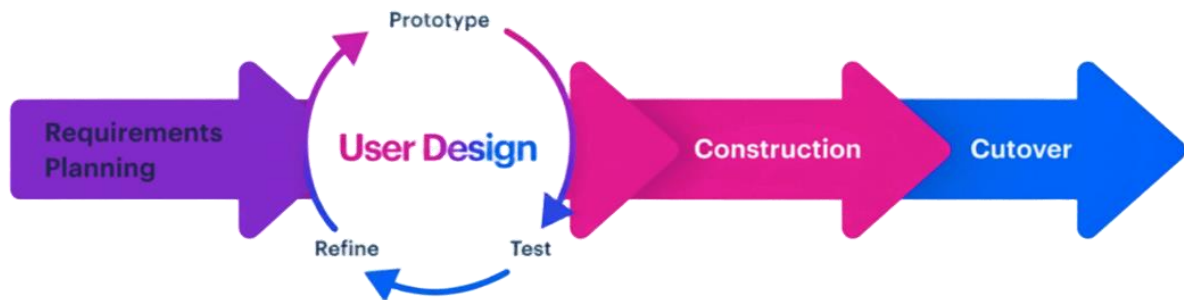 Prototype
Requirements
Planning
User Design
Construction
Cutover
Refine
Test